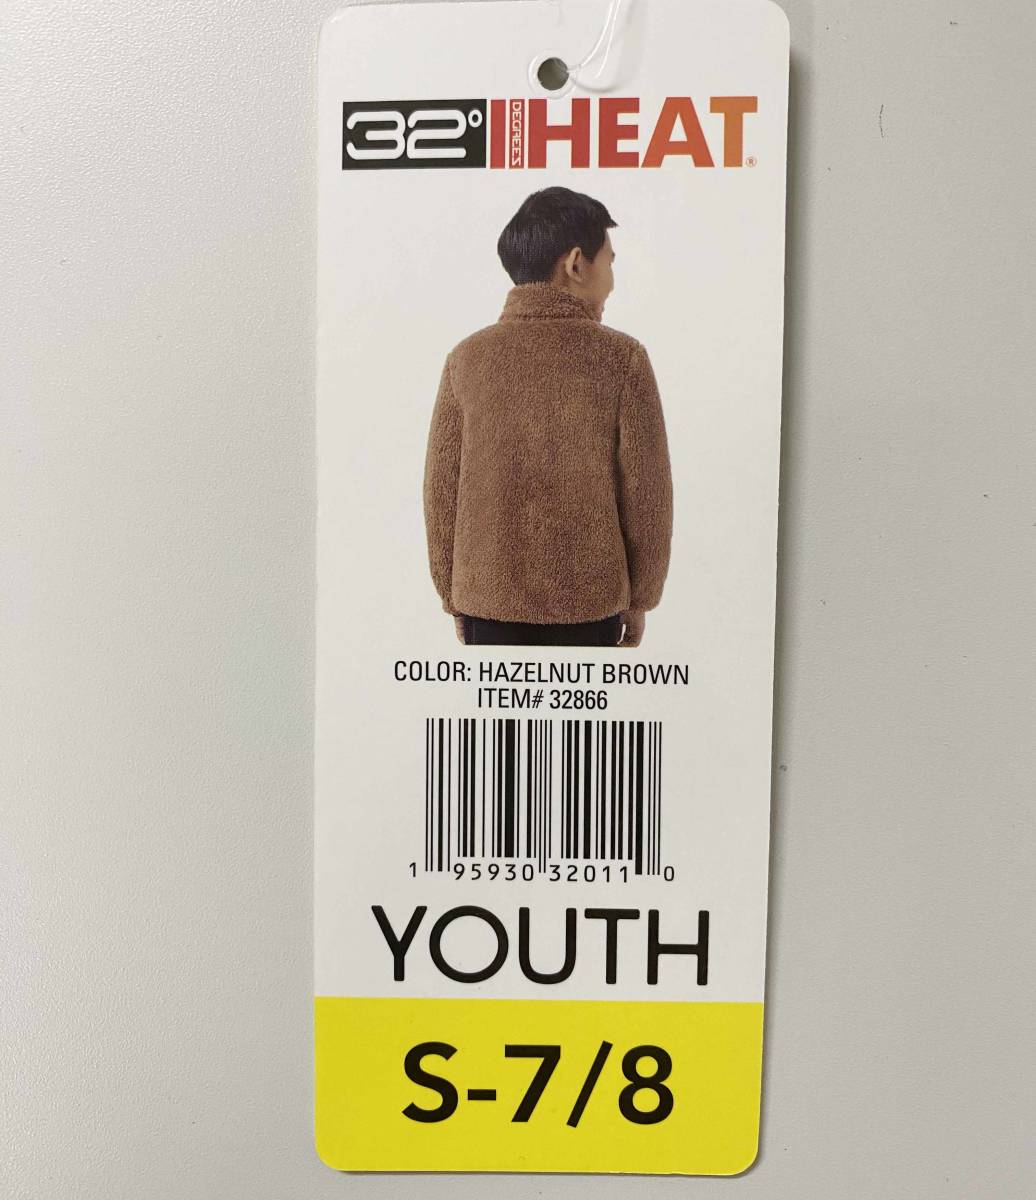 32° DEGREES HEAT®
COLOR: HAZELNUT BROWN
ITEM# 32866
1 95930 32011 0
YOUTH
S-7/8